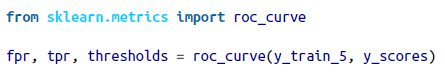 from sklearn.metrics import roc_curve
fpr, tpr, thresholds = roc_curve(y_train_5, y_scores)